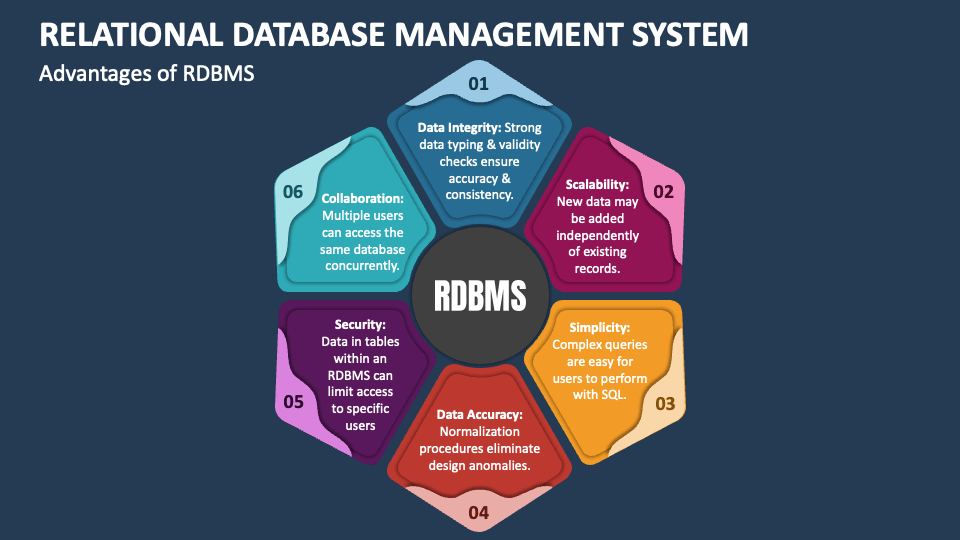 RELATIONAL DATABASE MANAGEMENT SYSTEM
Advantages of RDBMS
01
Data Integrity: Strong
data typing & validity
checks ensure
accuracy &
consistency.
02
Scalability:
New data may
be added
independently
of existing
records.
03
Simplicity:
Complex queries
are easy for
users to perform
with SQL.
04
Data Accuracy:
Normalization
procedures eliminate
design anomalies.
05
Security:
Data in tables
within an
RDBMS can
limit access
to specific
users
06
Collaboration:
Multiple users
can access the
same database
concurrently.
RDBMS